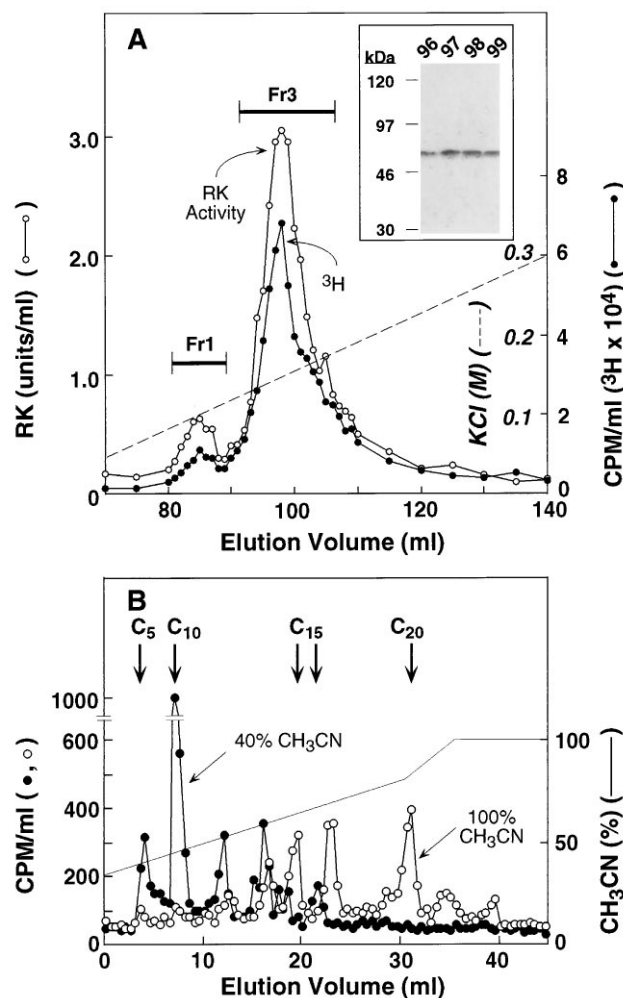 A
kDa
96 97 98 99
120
97
46
30
Fr3
RK
Activity
³H
Fr1
3.0
2.0
1.0
0
RK (units/ml) (○—○)
8
6
4
2
0
CPM/ml (³H x 10⁴) (●—●)
0.3
0.2
0.1
KCl (M) (----)
80
100
120
140
Elution Volume (ml)
B
C₅
C₁₀
C₁₅
C₂₀
40% CH₃CN
100%
CH₃CN
1000
600
400
200
0
CPM/ml (●, ○)
100
50
0
CH₃CN (%) (——)
0
10
20
30
40
Elution Volume (ml)